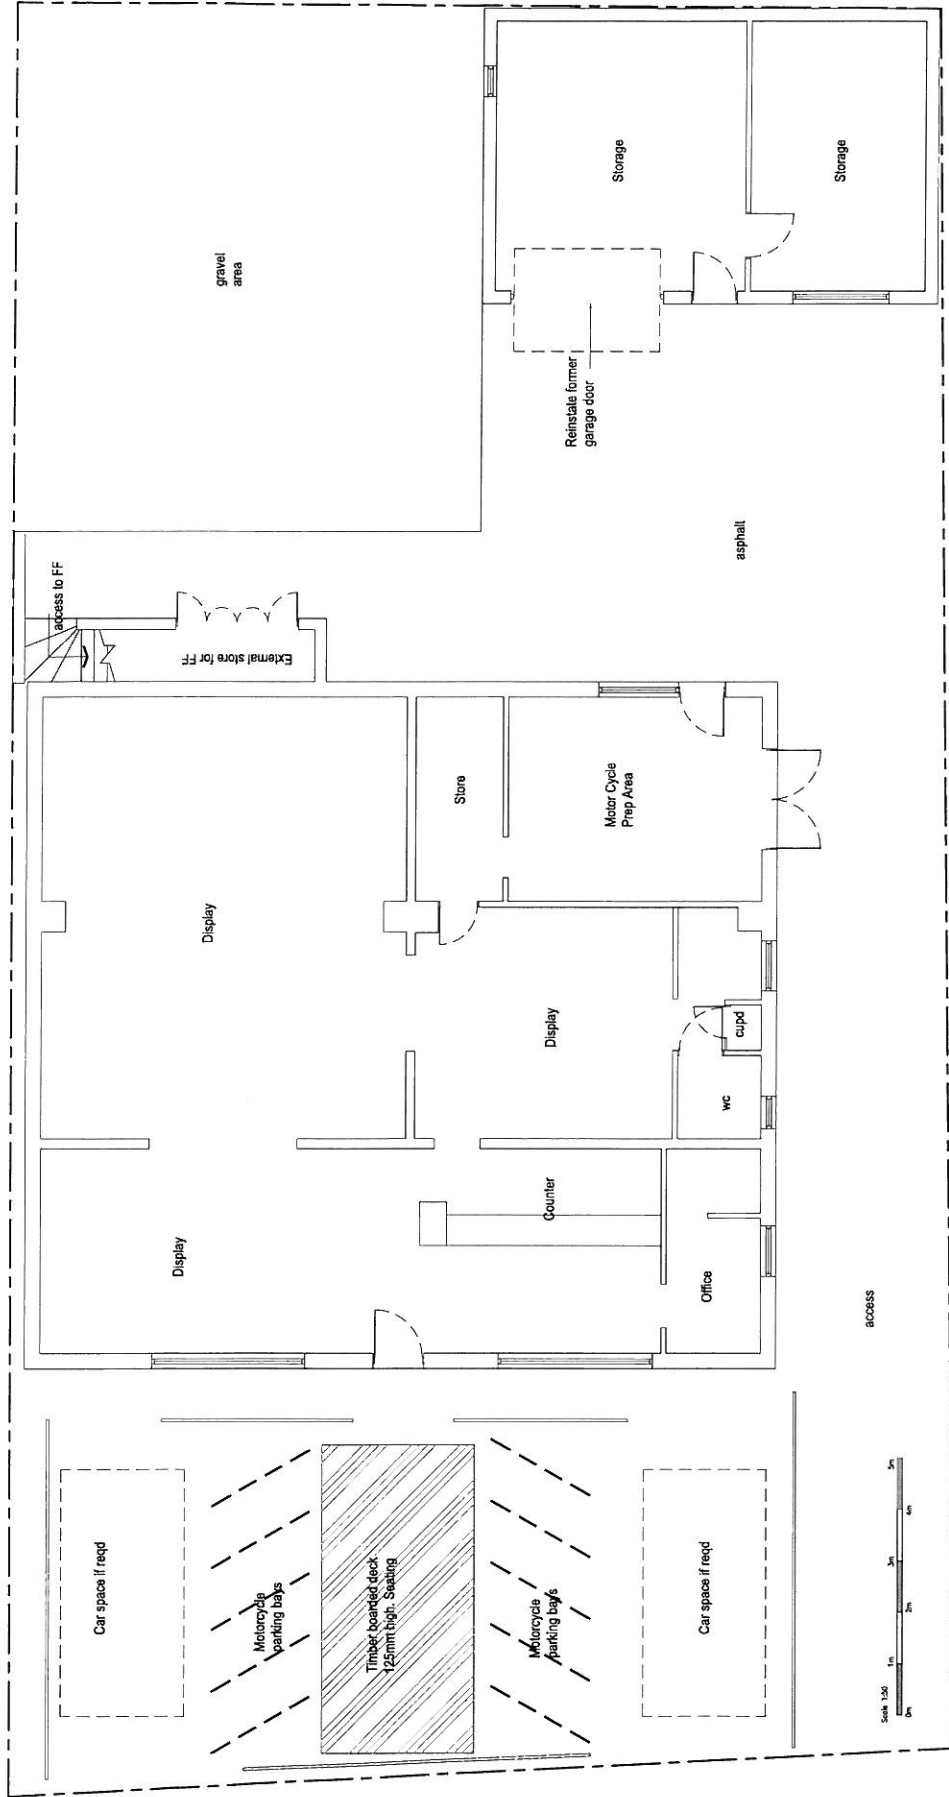 gravel
area
Storage
Storage
Reinstate former
garage door
asphalt
access to FF
External store for FF
Store
Motor Cycle
Prep Area
Display
Display
cupd
wc
Display
Counter
Office
access
Car space if reqd
Motorcycle
parking bays
Timber boarded deck.
125mm high. Seating
Motorcycle
parking bays
Car space if reqd
Scale 1:50
0m 1m 2m 3m 4m 5m